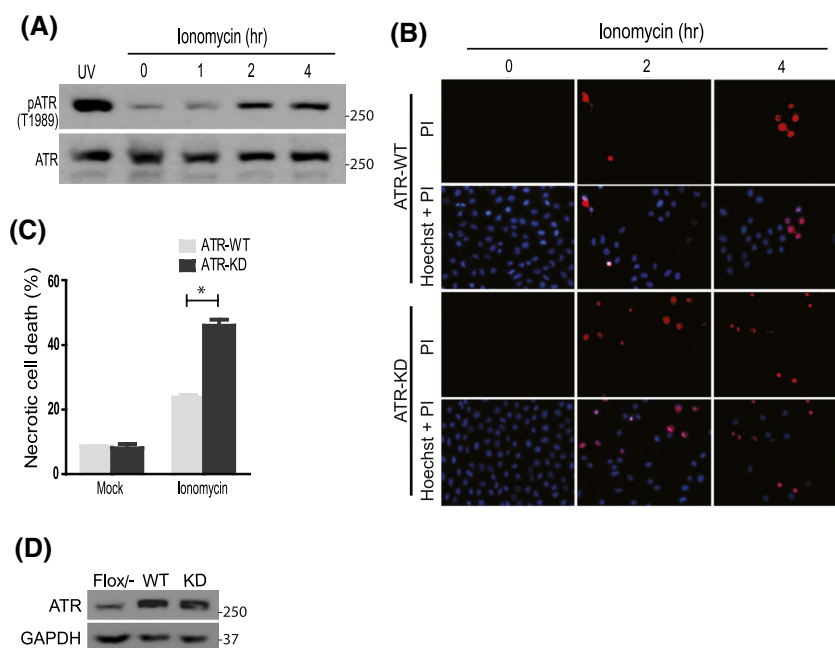 (A)
Ionomycin (hr)
UV 0 1 2 4
pATR
(T1989)
-250
ATR
-250
(B)
Ionomycin (hr)
0 2 4
ATR-WT
PI
Hoechst + PI
ATR-KD
PI
Hoechst + PI
(C)
ATR-WT
ATR-KD
Necrotic cell death (%)
60
40
20
0
*
Mock Ionomycin
(D)
Flox/- WT KD
ATR
-250
GAPDH
-37